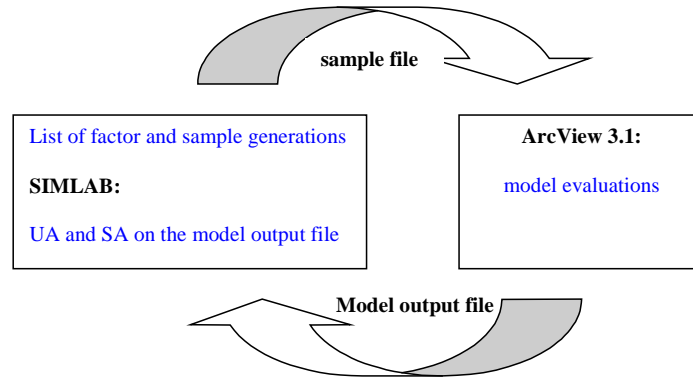 sample file
List of factor and sample generations
SIMLAB:
UA and SA on the model output file
ArcView 3.1:
model evaluations
Model output file